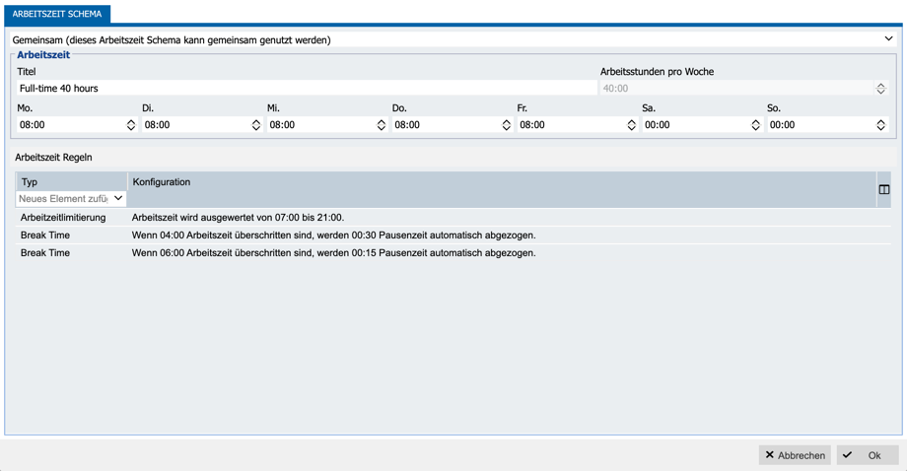 ARBEITSZEIT SCHEMA
Gemeinsam (dieses Arbeitszeit Schema kann gemeinsam genutzt werden)
Arbeitszeit
Titel Arbeitsstunden pro Woche
Full-time 40 hours 40:00
Mo. Di. Mi. Do. Fr. Sa. So.
08:00 08:00 08:00 08:00 08:00 00:00 00:00
Arbeitszeit Regeln
Typ Konfiguration
Neues Element zufüg
Arbeitzeitlimitierung Arbeitszeit wird ausgewertet von 07:00 bis 21:00.
Break Time Wenn 04:00 Arbeitszeit überschritten sind, werden 00:30 Pausenzeit automatisch abgezogen.
Break Time Wenn 06:00 Arbeitszeit überschritten sind, werden 00:15 Pausenzeit automatisch abgezogen.
Abbrechen Ok